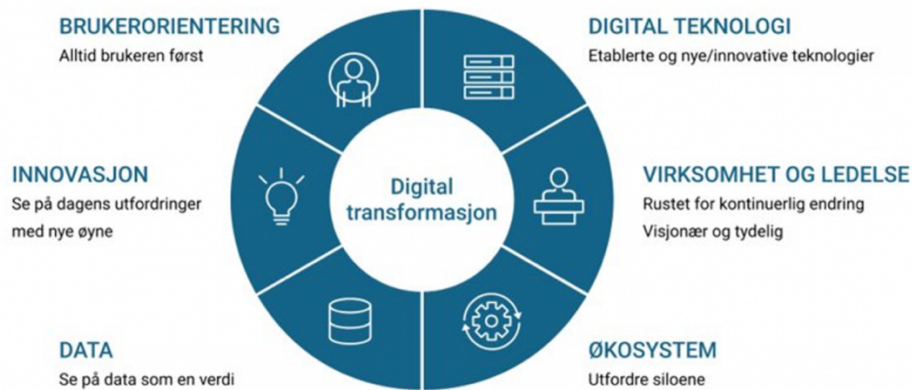 BRUKERORIENTERING
Alltid brukeren først
DIGITAL TEKNOLOGI
Etablerte og nye/innovative teknologier
INNOVASJON
Se på dagens utfordringer
med nye øyne
Digital
transformasjon
VIRKSOMHET OG LEDELSE
Rustet for kontinuerlig endring
Visjonær og tydelig
DATA
Se på data som en verdi
ØKOSYSTEM
Utfordre siloene